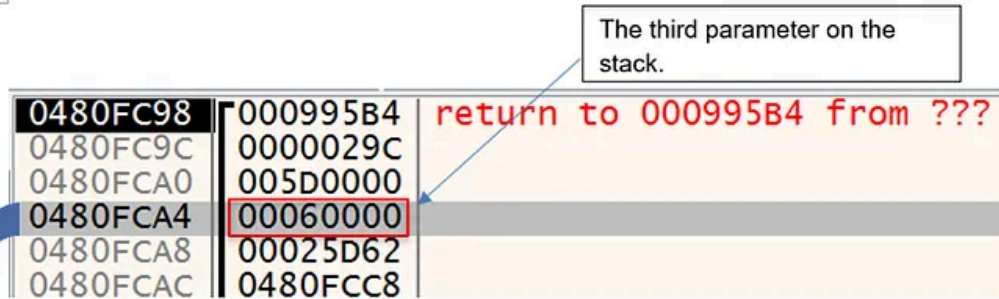 The third parameter on the
stack.
0480FC98 000995B4 return to 000995B4 from ???
0480FC9C 0000029C
0480FCA0 005D0000
0480FCA4 00060000
0480FCA8 00025D62
0480FCAC 0480FCC8